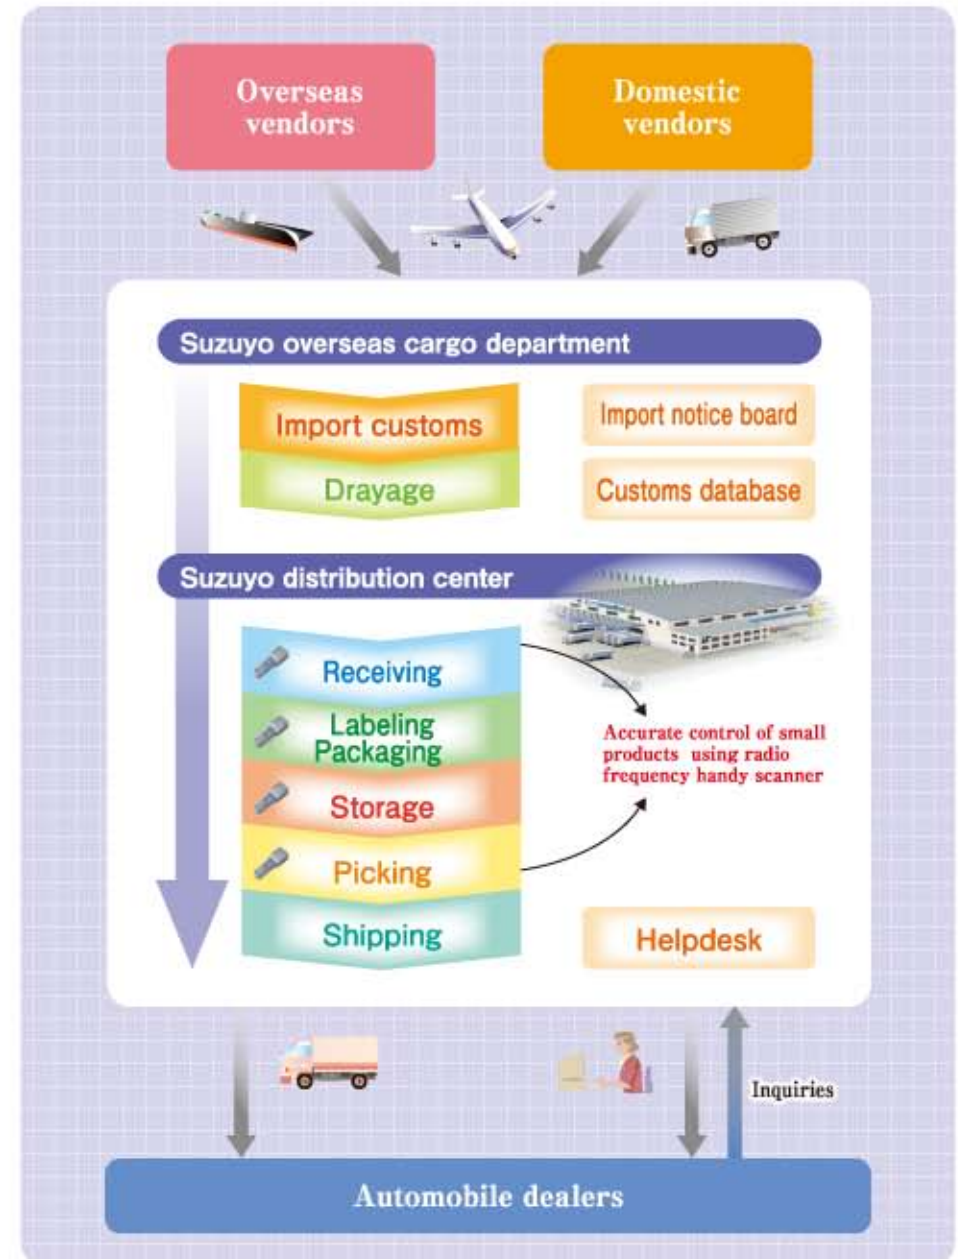 Overseas
vendors
Domestic
vendors
Suzuyo overseas cargo department
Import customs
Import notice board
Drayage
Customs database
Suzuyo distribution center
Receiving
Labeling
Packaging
Accurate control of small
products using radio
frequency handy scanner
Storage
Picking
Shipping
Helpdesk
Inquiries
Automobile dealers